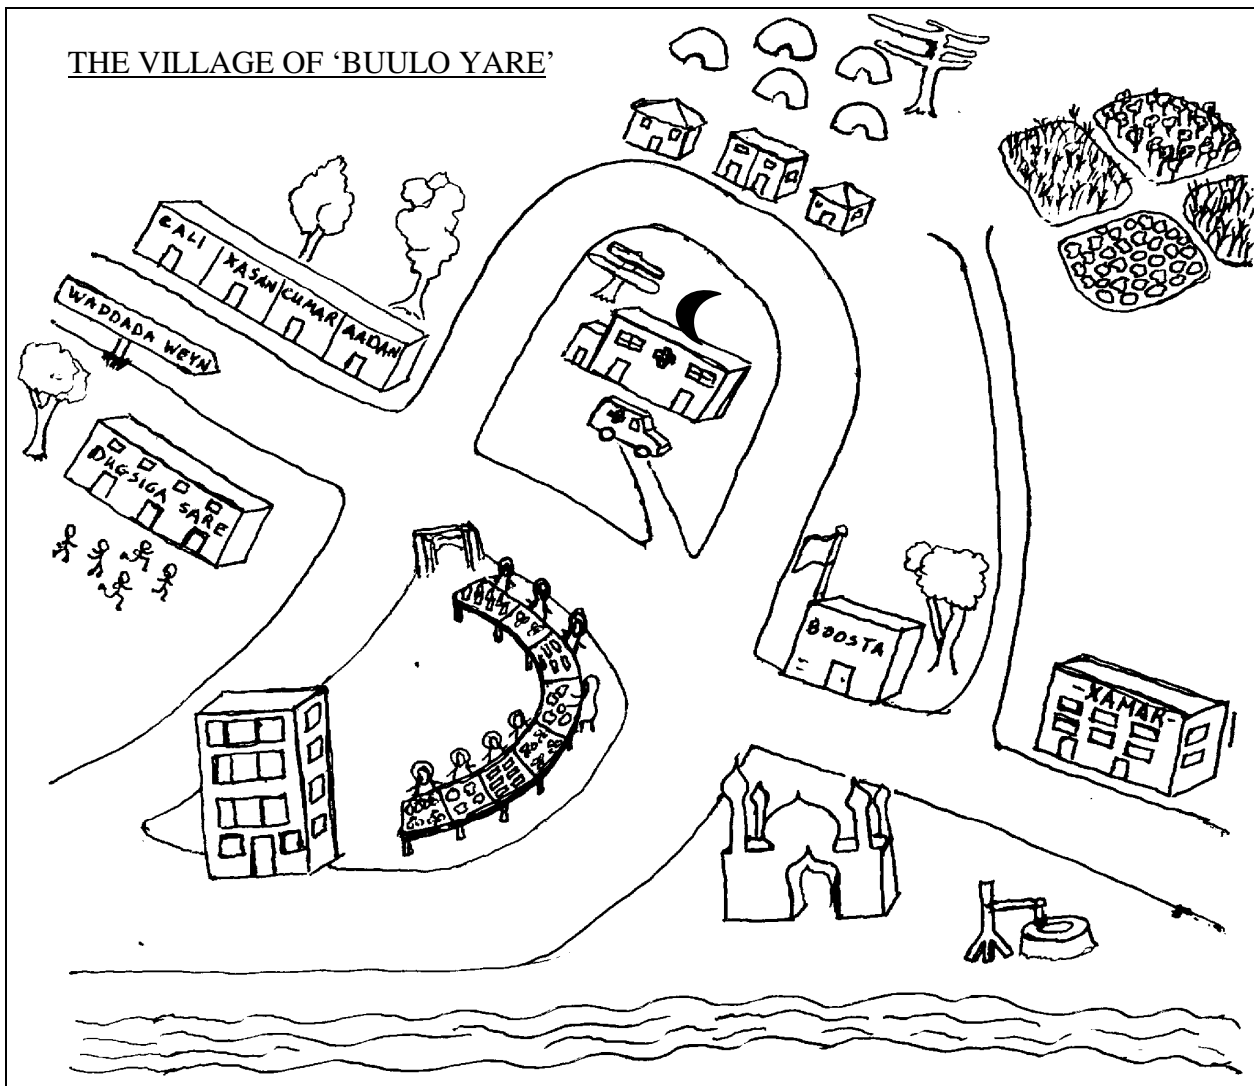 THE VILLAGE OF ‘BUULO YARE’
CALI
XASAN
CUMAR
AADAN
WADDADA WEYN
DUGSIGA SARE
BOOSTA
-XAMAR-